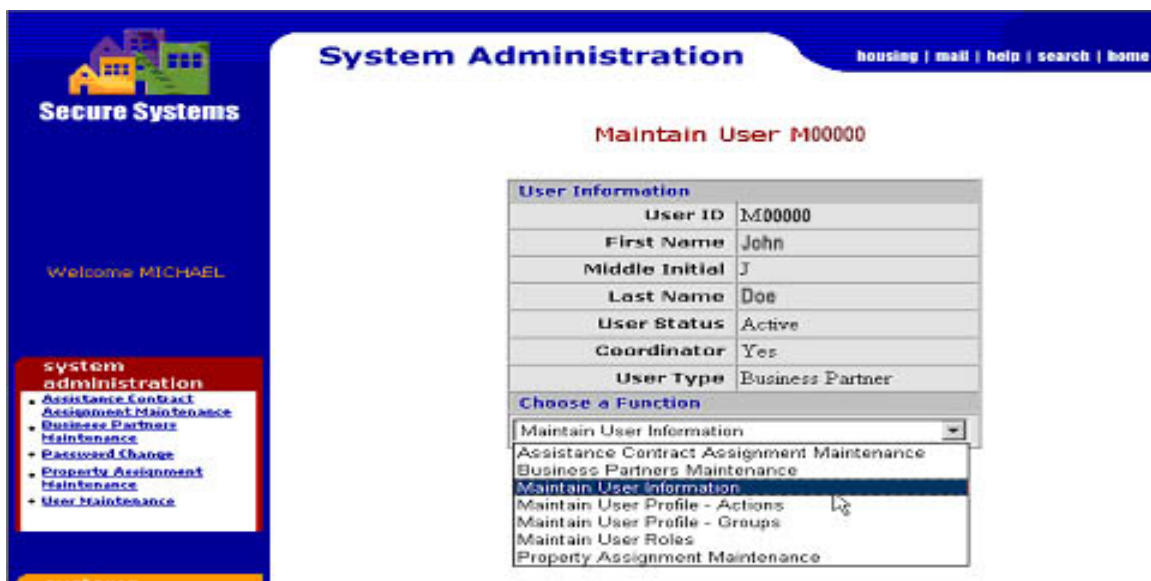 System Administration
housing | mail | help | search | home
Secure Systems
Maintain User M00000
User Information
User ID M00000
First Name John
Middle Initial J
Last Name Doe
User Status Active
Coordinator Yes
User Type Business Partner
Choose a Function
Maintain User Information
Assistance Contract Assignment Maintenance
Business Partners Maintenance
Maintain User Information
Maintain User Profile - Actions
Maintain User Profile - Groups
Maintain User Roles
Property Assignment Maintenance
Welcome MICHAEL
system
administration
Assistance Contract
Assignment Maintenance
Business Partners
Maintenance
Password Change
Property Assignment
Maintenance
User Maintenance